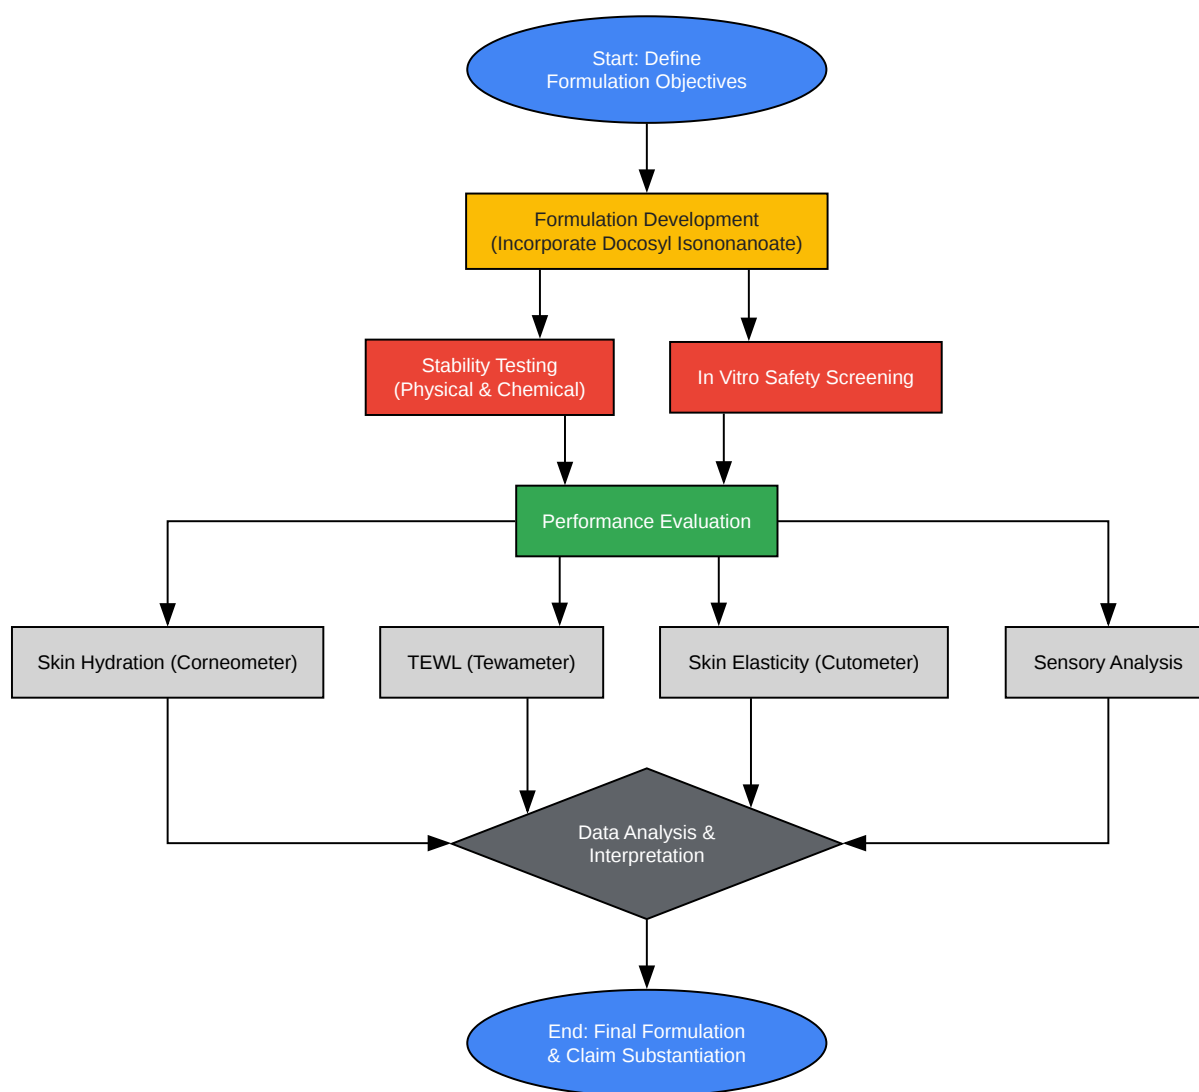 Start: Define
Formulation Objectives
Formulation Development
(Incorporate Docosyl Isononanoate)
Stability Testing
(Physical & Chemical)
In Vitro Safety Screening
Performance Evaluation
Skin Hydration (Corneometer)
TEWL (Tewameter)
Skin Elasticity (Cutometer)
Sensory Analysis
Data Analysis &
Interpretation
End: Final Formulation
& Claim Substantiation